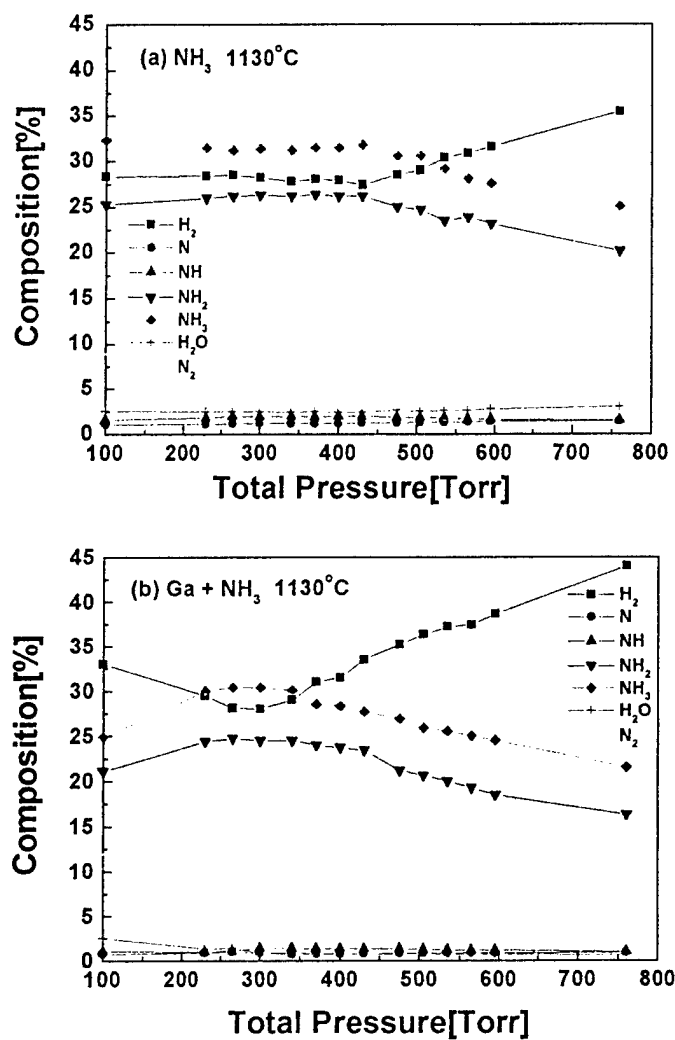 (a) NH₃ 1130°C
Composition[%]
45
40
35
30
25
20
15
10
5
0
H₂
N
NH
NH₂
NH₃
H₂O
N₂
100 200 300 400 500 600 700 800
Total Pressure[Torr]
(b) Ga + NH₃ 1130°C
Composition[%]
45
40
35
30
25
20
15
10
5
0
H₂
N
NH
NH₂
NH₃
H₂O
N₂
100 200 300 400 500 600 700 800
Total Pressure[Torr]